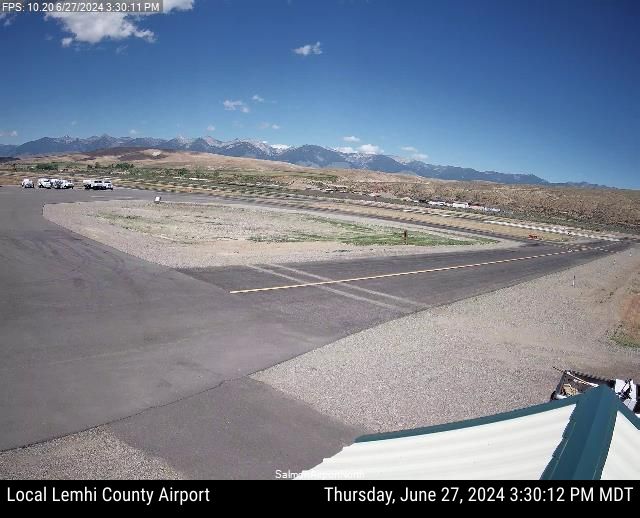 FPS: 10.20 6/27/2024 3:30:11 PM
Local Lemhi County Airport
Thursday, June 27, 2024 3:30:12 PM MDT